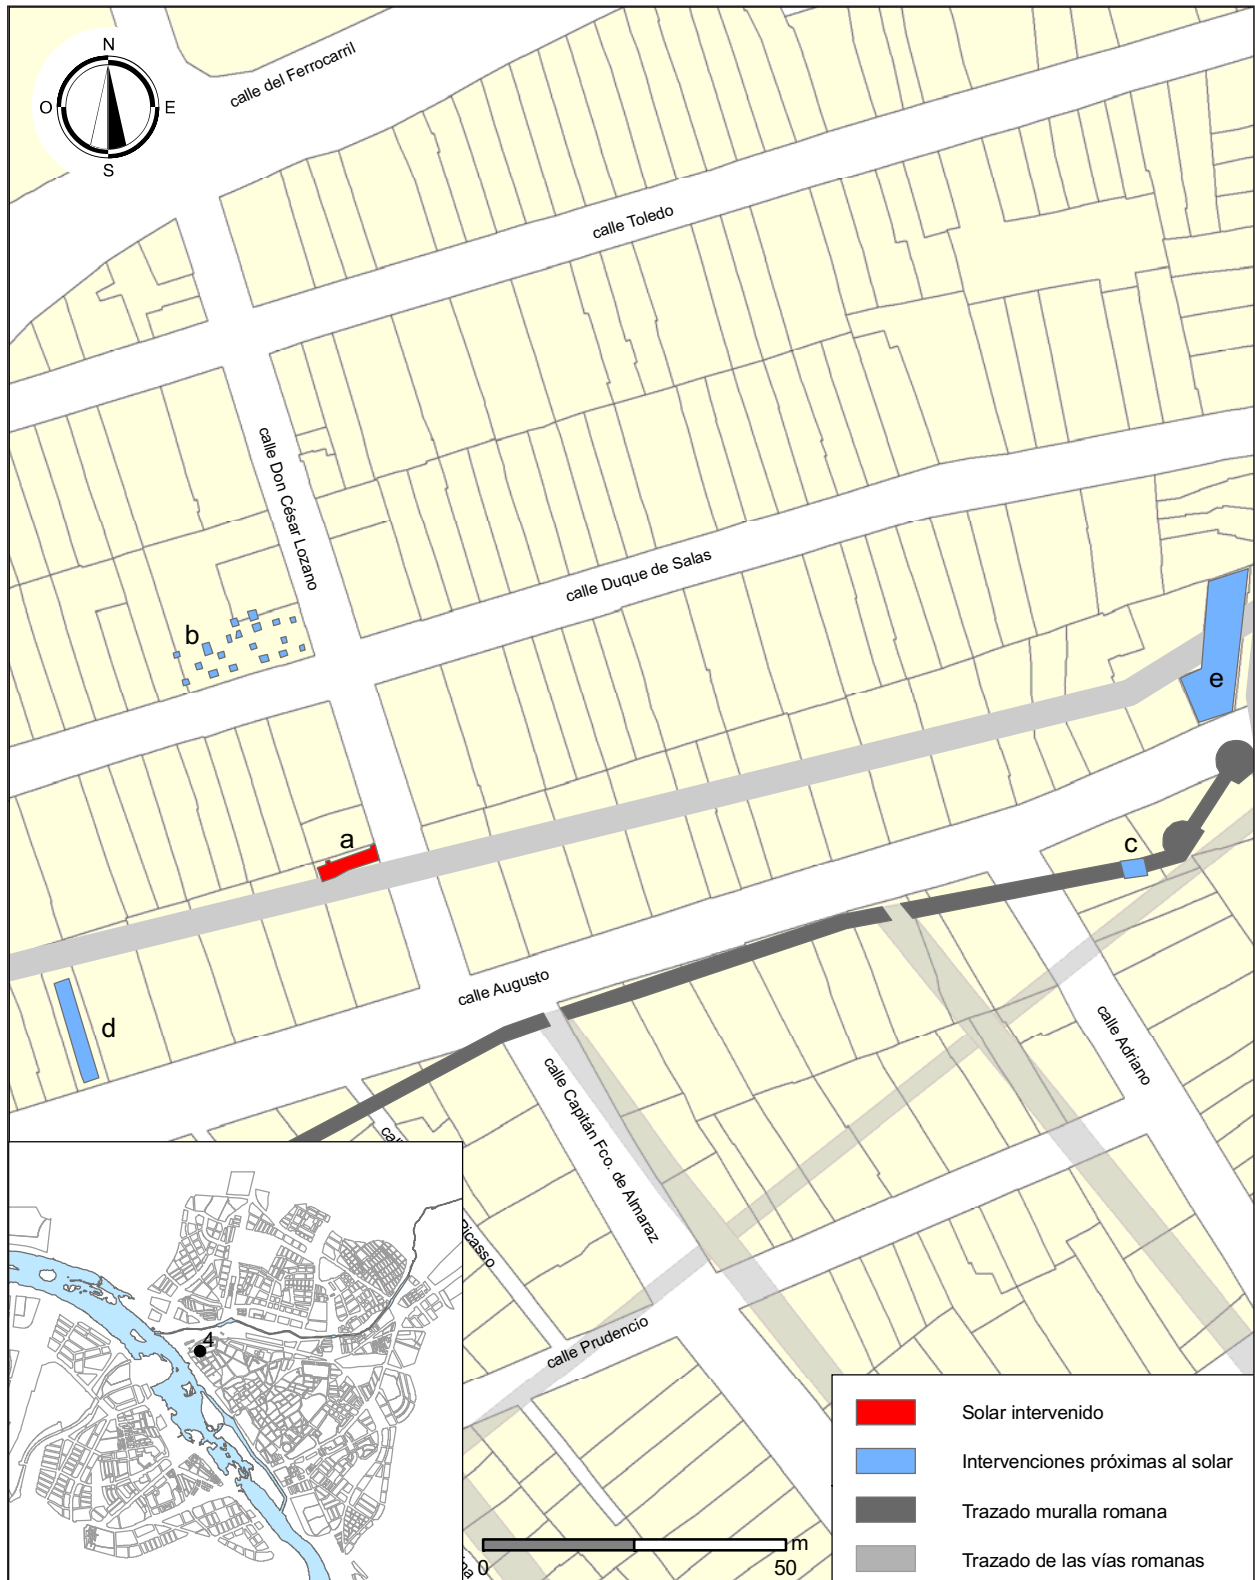 N
O
E
S
calle del Ferrocarril
calle Toledo
calle Don César Lozano
calle Duque de Salas
b
e
a
c
calle Augusto
d
calle Adriano
calle Capitán Fco. de Almaraz
Picasso
calle Prudencio
4
Solar intervenido
Intervenciones próximas al solar
Trazado muralla romana
Trazado de las vías romanas
m
0
50